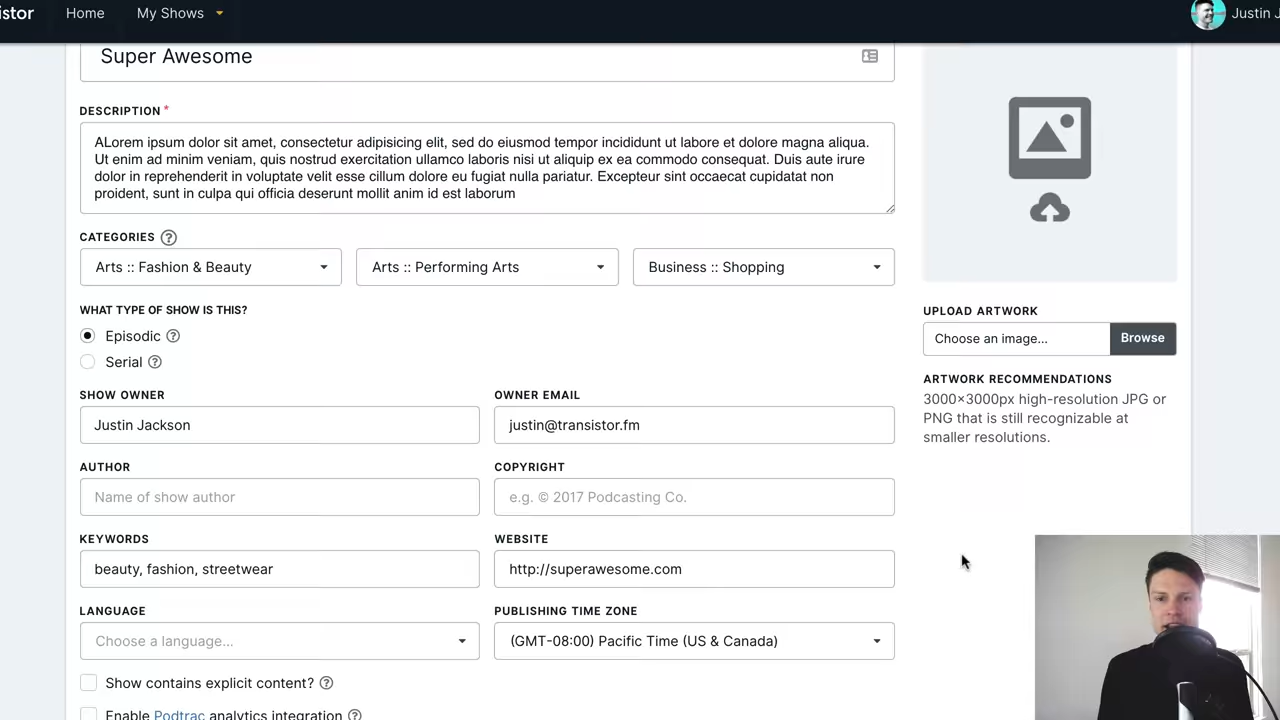 istor Home My Shows Justin J
Super Awesome
DESCRIPTION *
ALorem ipsum dolor sit amet, consectetur adipisicing elit, sed do eiusmod tempor incididunt ut labore et dolore magna aliqua.
Ut enim ad minim veniam, quis nostrud exercitation ullamco laboris nisi ut aliquip ex ea commodo consequat. Duis aute irure
dolor in reprehenderit in voluptate velit esse cillum dolore eu fugiat nulla pariatur. Excepteur sint occaecat cupidatat non
proident, sunt in culpa qui officia deserunt mollit anim id est laborum
CATEGORIES ?
Arts :: Fashion & Beauty Arts :: Performing Arts Business :: Shopping
WHAT TYPE OF SHOW IS THIS?
Episodic ?
Serial ?
SHOW OWNER OWNER EMAIL
Justin Jackson justin@transistor.fm
AUTHOR COPYRIGHT
Name of show author e.g. © 2017 Podcasting Co.
KEYWORDS WEBSITE
beauty, fashion, streetwear http://superawesome.com
LANGUAGE PUBLISHING TIME ZONE
Choose a language... (GMT-08:00) Pacific Time (US & Canada)
Show contains explicit content? ?
Enable Podtrac analytics integration ?
UPLOAD ARTWORK
Choose an image... Browse
ARTWORK RECOMMENDATIONS
3000×3000px high-resolution JPG or
PNG that is still recognizable at
smaller resolutions.